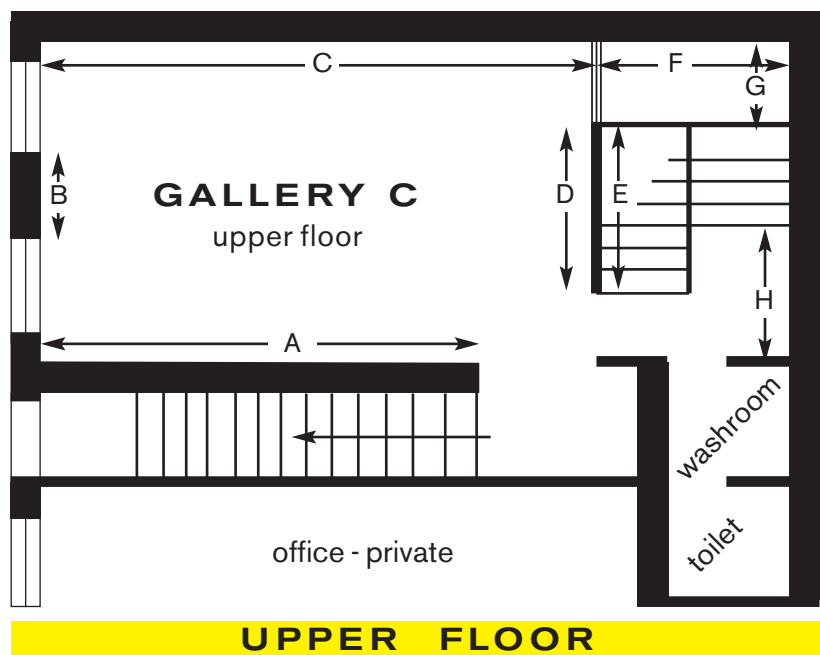 C
F
G
B
GALLERY C
D
E
upper floor
H
A
washroom
office - private
toilet
UPPER FLOOR